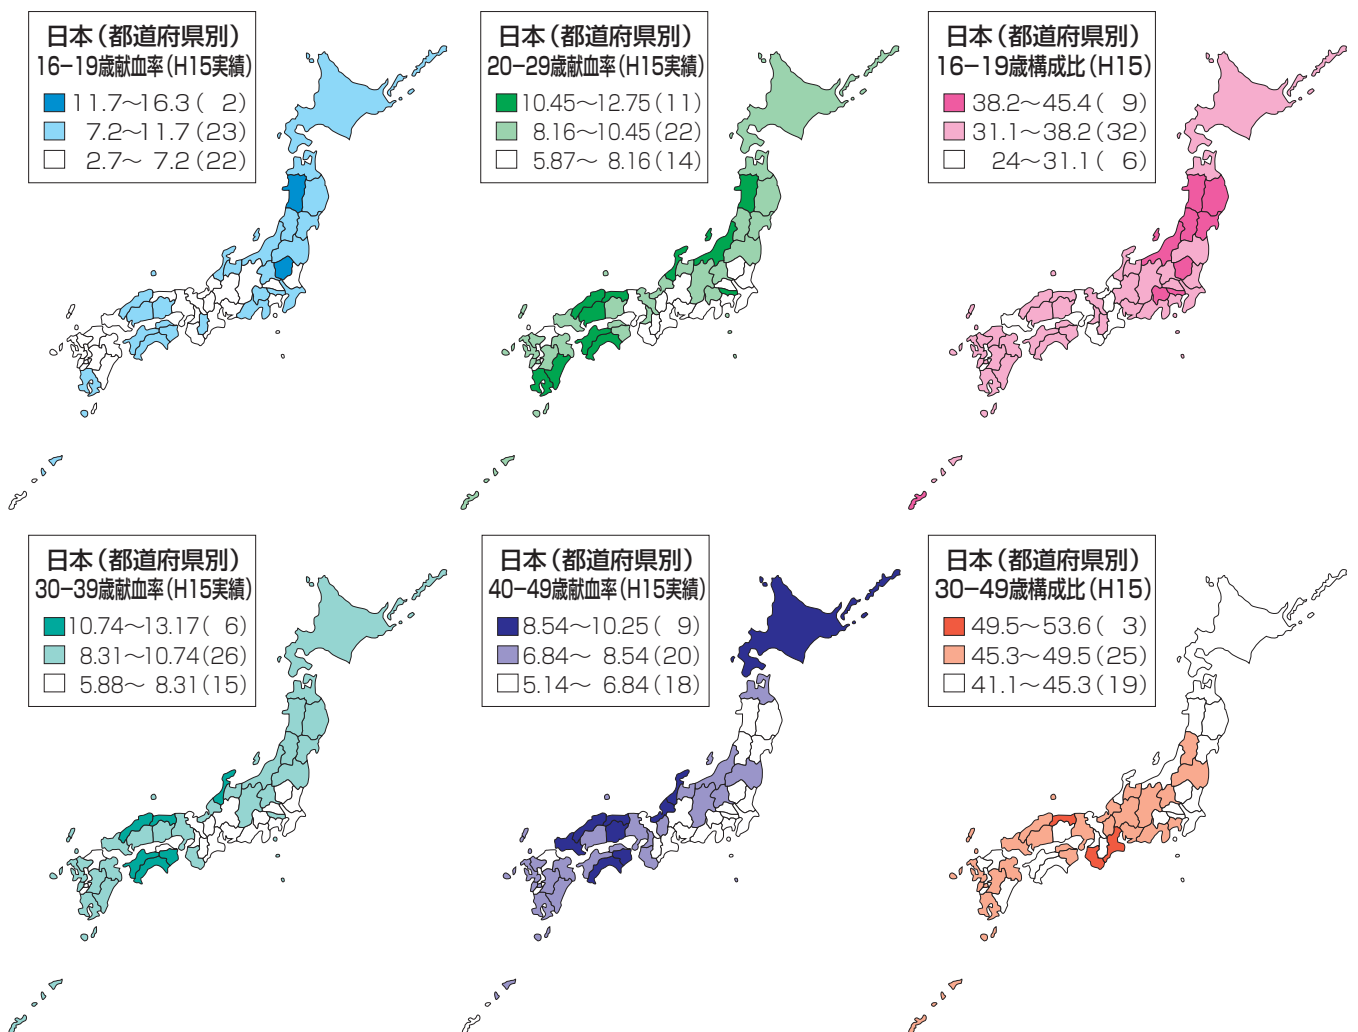 日本(都道府県別)
16−19歳献血率(H15実績)
11.7〜16.3( 2)
7.2〜11.7(23)
2.7〜 7.2(22)
日本(都道府県別)
20−29歳献血率(H15実績)
10.45〜12.75(11)
8.16〜10.45(22)
5.87〜 8.16(14)
日本(都道府県別)
16−19歳構成比(H15)
38.2〜45.4( 9)
31.1〜38.2(32)
24〜31.1( 6)
日本(都道府県別)
30−39歳献血率(H15実績)
10.74〜13.17( 6)
8.31〜10.74(26)
5.88〜 8.31(15)
日本(都道府県別)
40−49歳献血率(H15実績)
8.54〜10.25( 9)
6.84〜 8.54(20)
5.14〜 6.84(18)
日本(都道府県別)
30−49歳構成比(H15)
49.5〜53.6( 3)
45.3〜49.5(25)
41.1〜45.3(19)